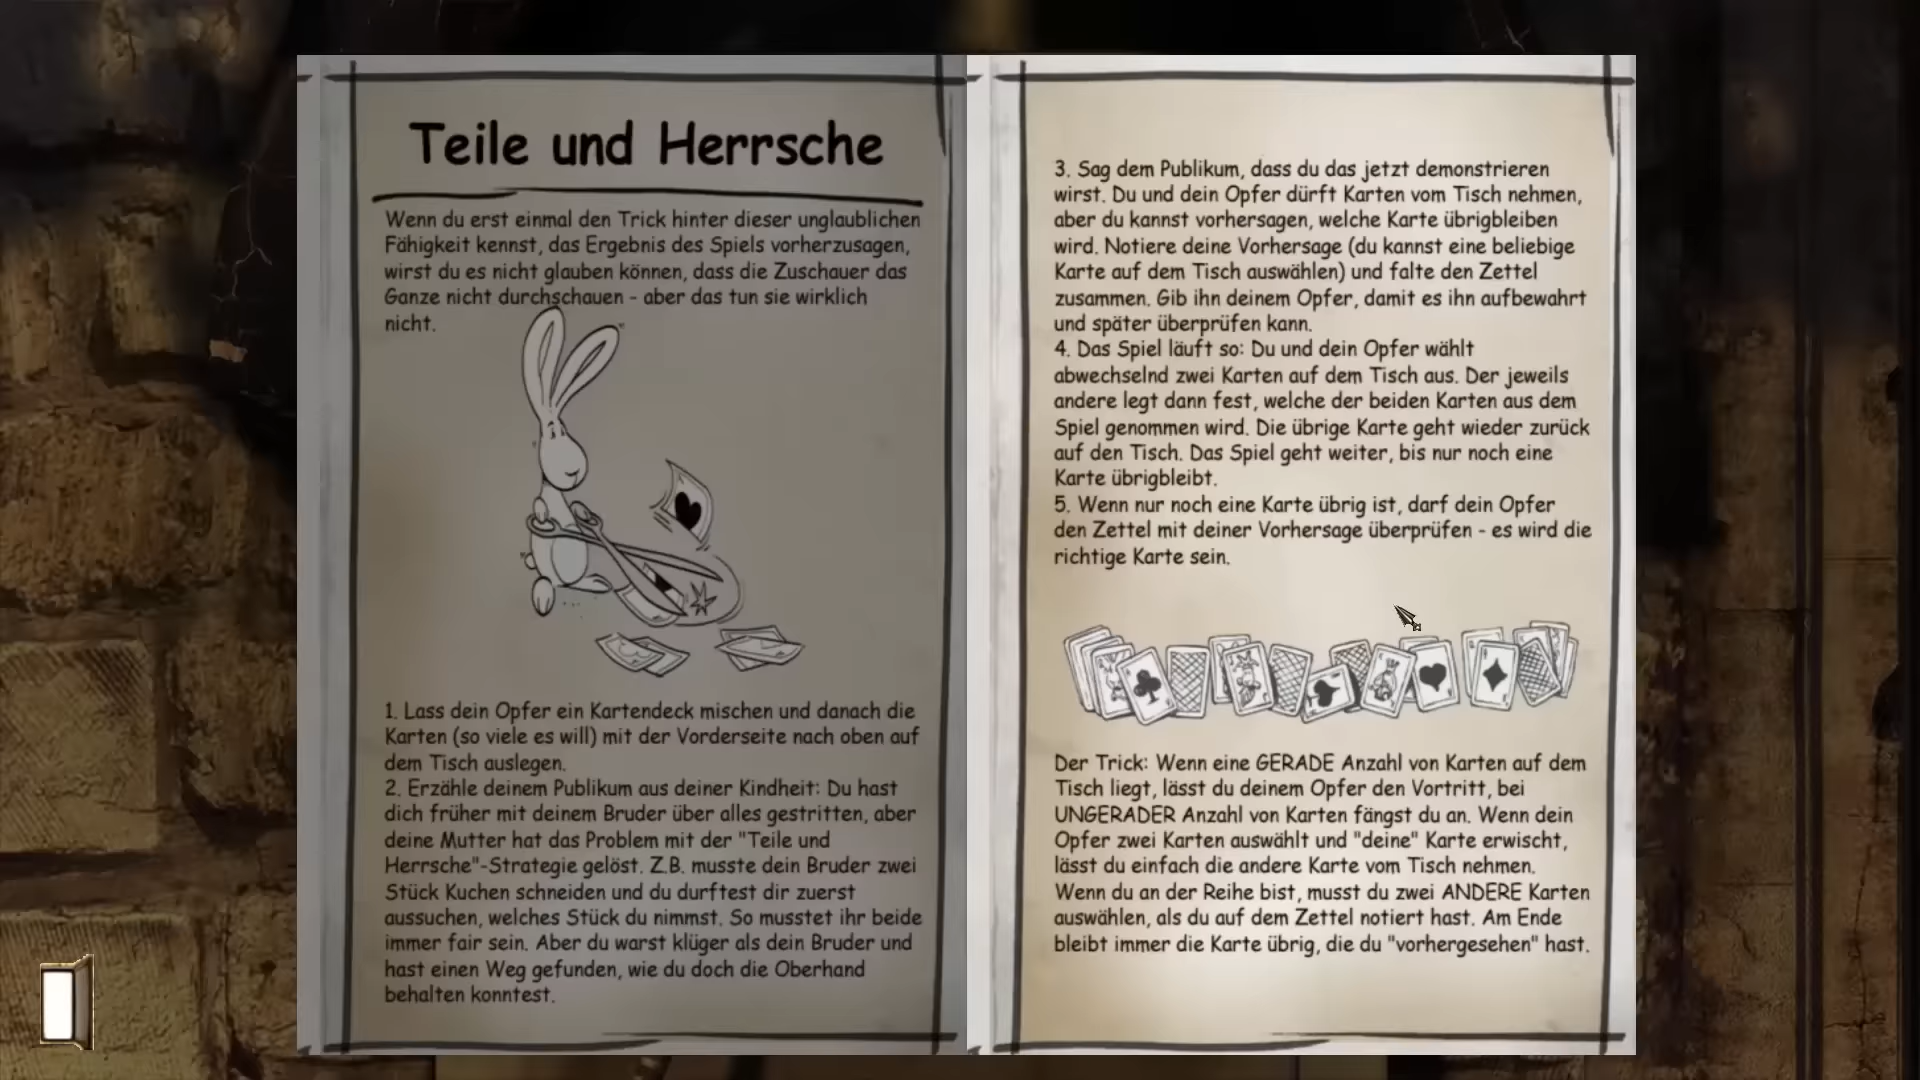 Teile und Herrsche
Wenn du erst einmal den Trick hinter dieser unglaublichen
Fähigkeit kennst, das Ergebnis des Spiels vorherzusagen,
wirst du es nicht glauben können, dass die Zuschauer das
Ganze nicht durchschauen - aber das tun sie wirklich
nicht.
1. Lass dein Opfer ein Kartendeck mischen und danach die
Karten (so viele es will) mit der Vorderseite nach oben auf
dem Tisch auslegen.
2. Erzähle deinem Publikum aus deiner Kindheit: Du hast
dich früher mit deinem Bruder über alles gestritten, aber
deine Mutter hat das Problem mit der "Teile und
Herrsche"-Strategie gelöst. Z.B. musste dein Bruder zwei
Stück Kuchen schneiden und du durftest dir zuerst
aussuchen, welches Stück du nimmst. So musstet ihr beide
immer fair sein. Aber du warst klüger als dein Bruder und
hast einen Weg gefunden, wie du doch die Oberhand
behalten konntest.
3. Sag dem Publikum, dass du das jetzt demonstrieren
wirst. Du und dein Opfer dürft Karten vom Tisch nehmen,
aber du kannst vorhersagen, welche Karte übrigbleiben
wird. Notiere deine Vorhersage (du kannst eine beliebige
Karte auf dem Tisch auswählen) und falte den Zettel
zusammen. Gib ihn deinem Opfer, damit es ihn aufbewahrt
und später überprüfen kann.
4. Das Spiel läuft so: Du und dein Opfer wählt
abwechselnd zwei Karten auf dem Tisch aus. Der jeweils
andere legt dann fest, welche der beiden Karten aus dem
Spiel genommen wird. Die übrige Karte geht wieder zurück
auf den Tisch. Das Spiel geht weiter, bis nur noch eine
Karte übrigbleibt.
5. Wenn nur noch eine Karte übrig ist, darf dein Opfer
den Zettel mit deiner Vorhersage überprüfen - es wird die
richtige Karte sein.
Der Trick: Wenn eine GERADE Anzahl von Karten auf dem
Tisch liegt, lässt du deinem Opfer den Vortritt, bei
UNGERADER Anzahl von Karten fängst du an. Wenn dein
Opfer zwei Karten auswählt und "deine" Karte erwischt,
lässt du einfach die andere Karte vom Tisch nehmen.
Wenn du an der Reihe bist, musst du zwei ANDERE Karten
auswählen, als du auf dem Zettel notiert hast. Am Ende
bleibt immer die Karte übrig, die du "vorhergesehen" hast.